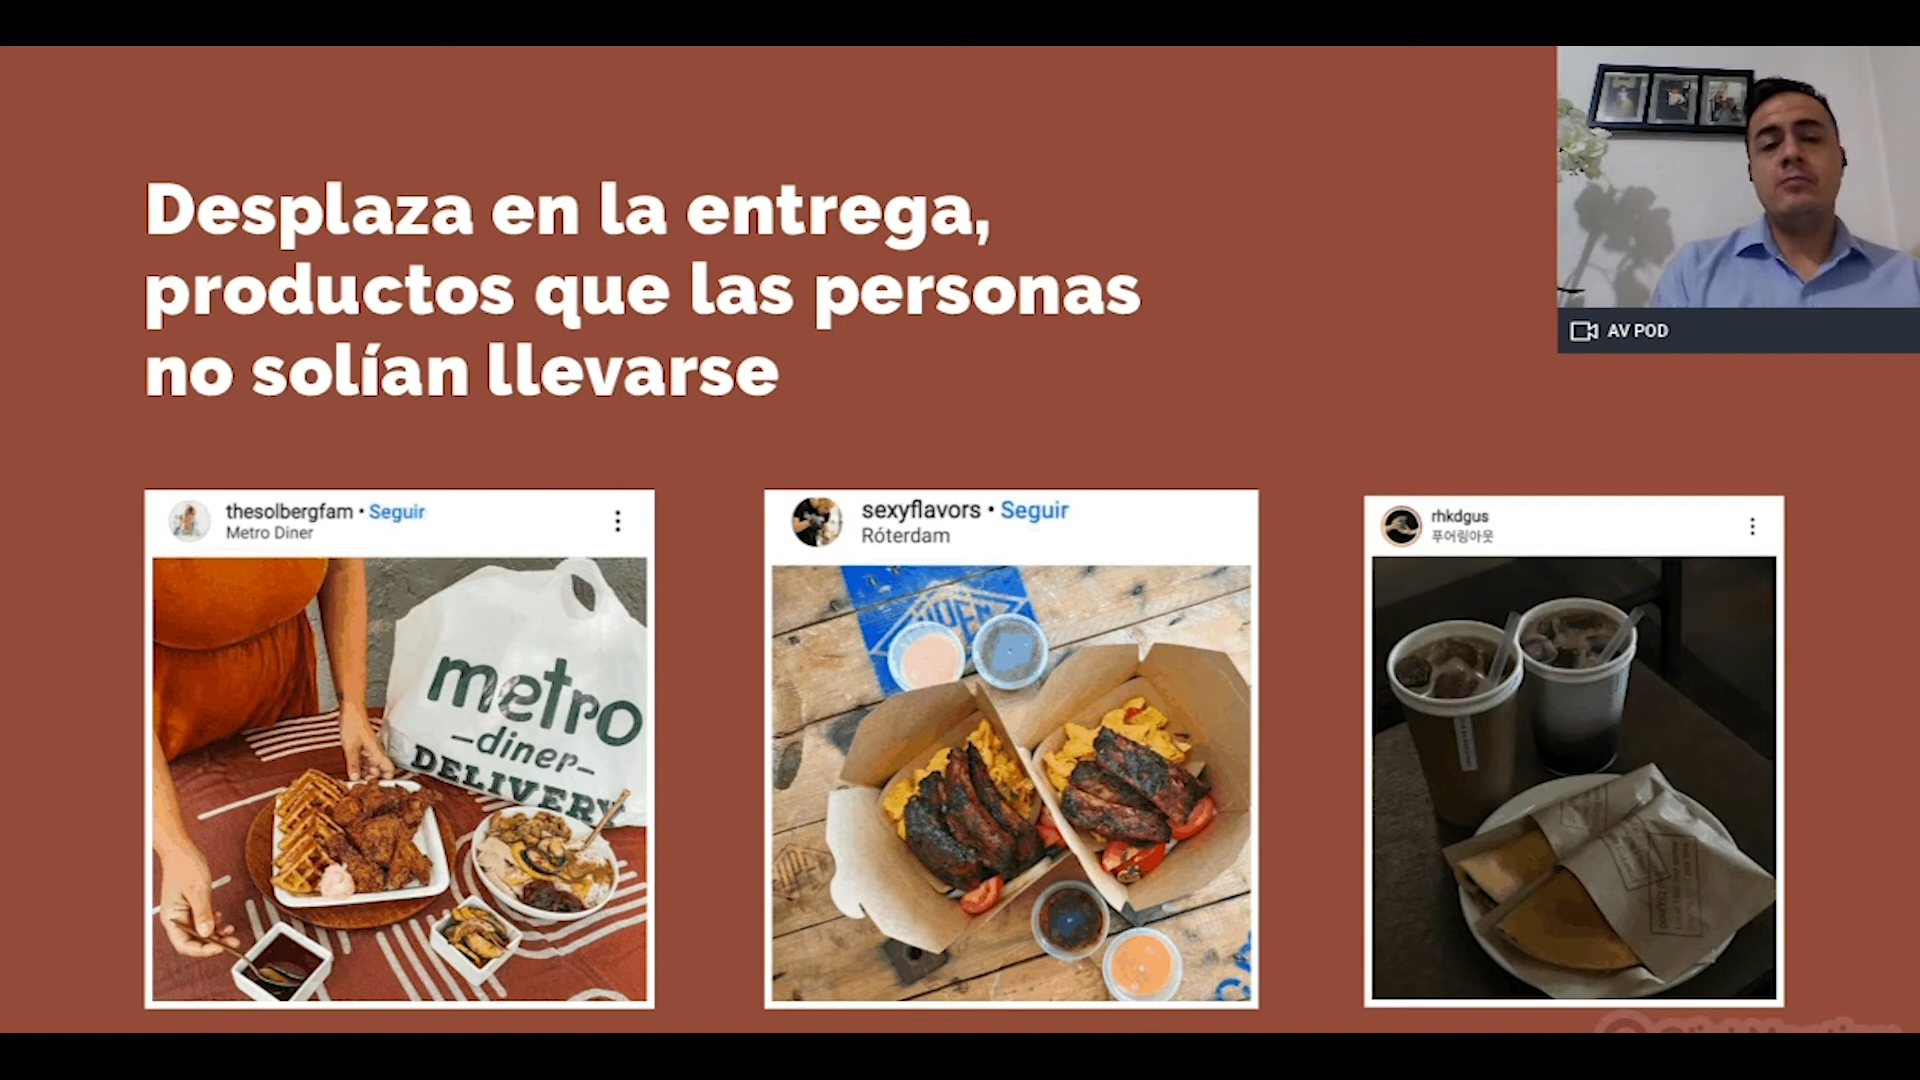 Desplaza en la entrega,
productos que las personas
no solían llevarse
AV POD
thesolbergfam • Seguir
Metro Diner
metro
–diner–
DELIVERY
sexyflavors • Seguir
Róterdam
rhkdgus
푸어링아웃